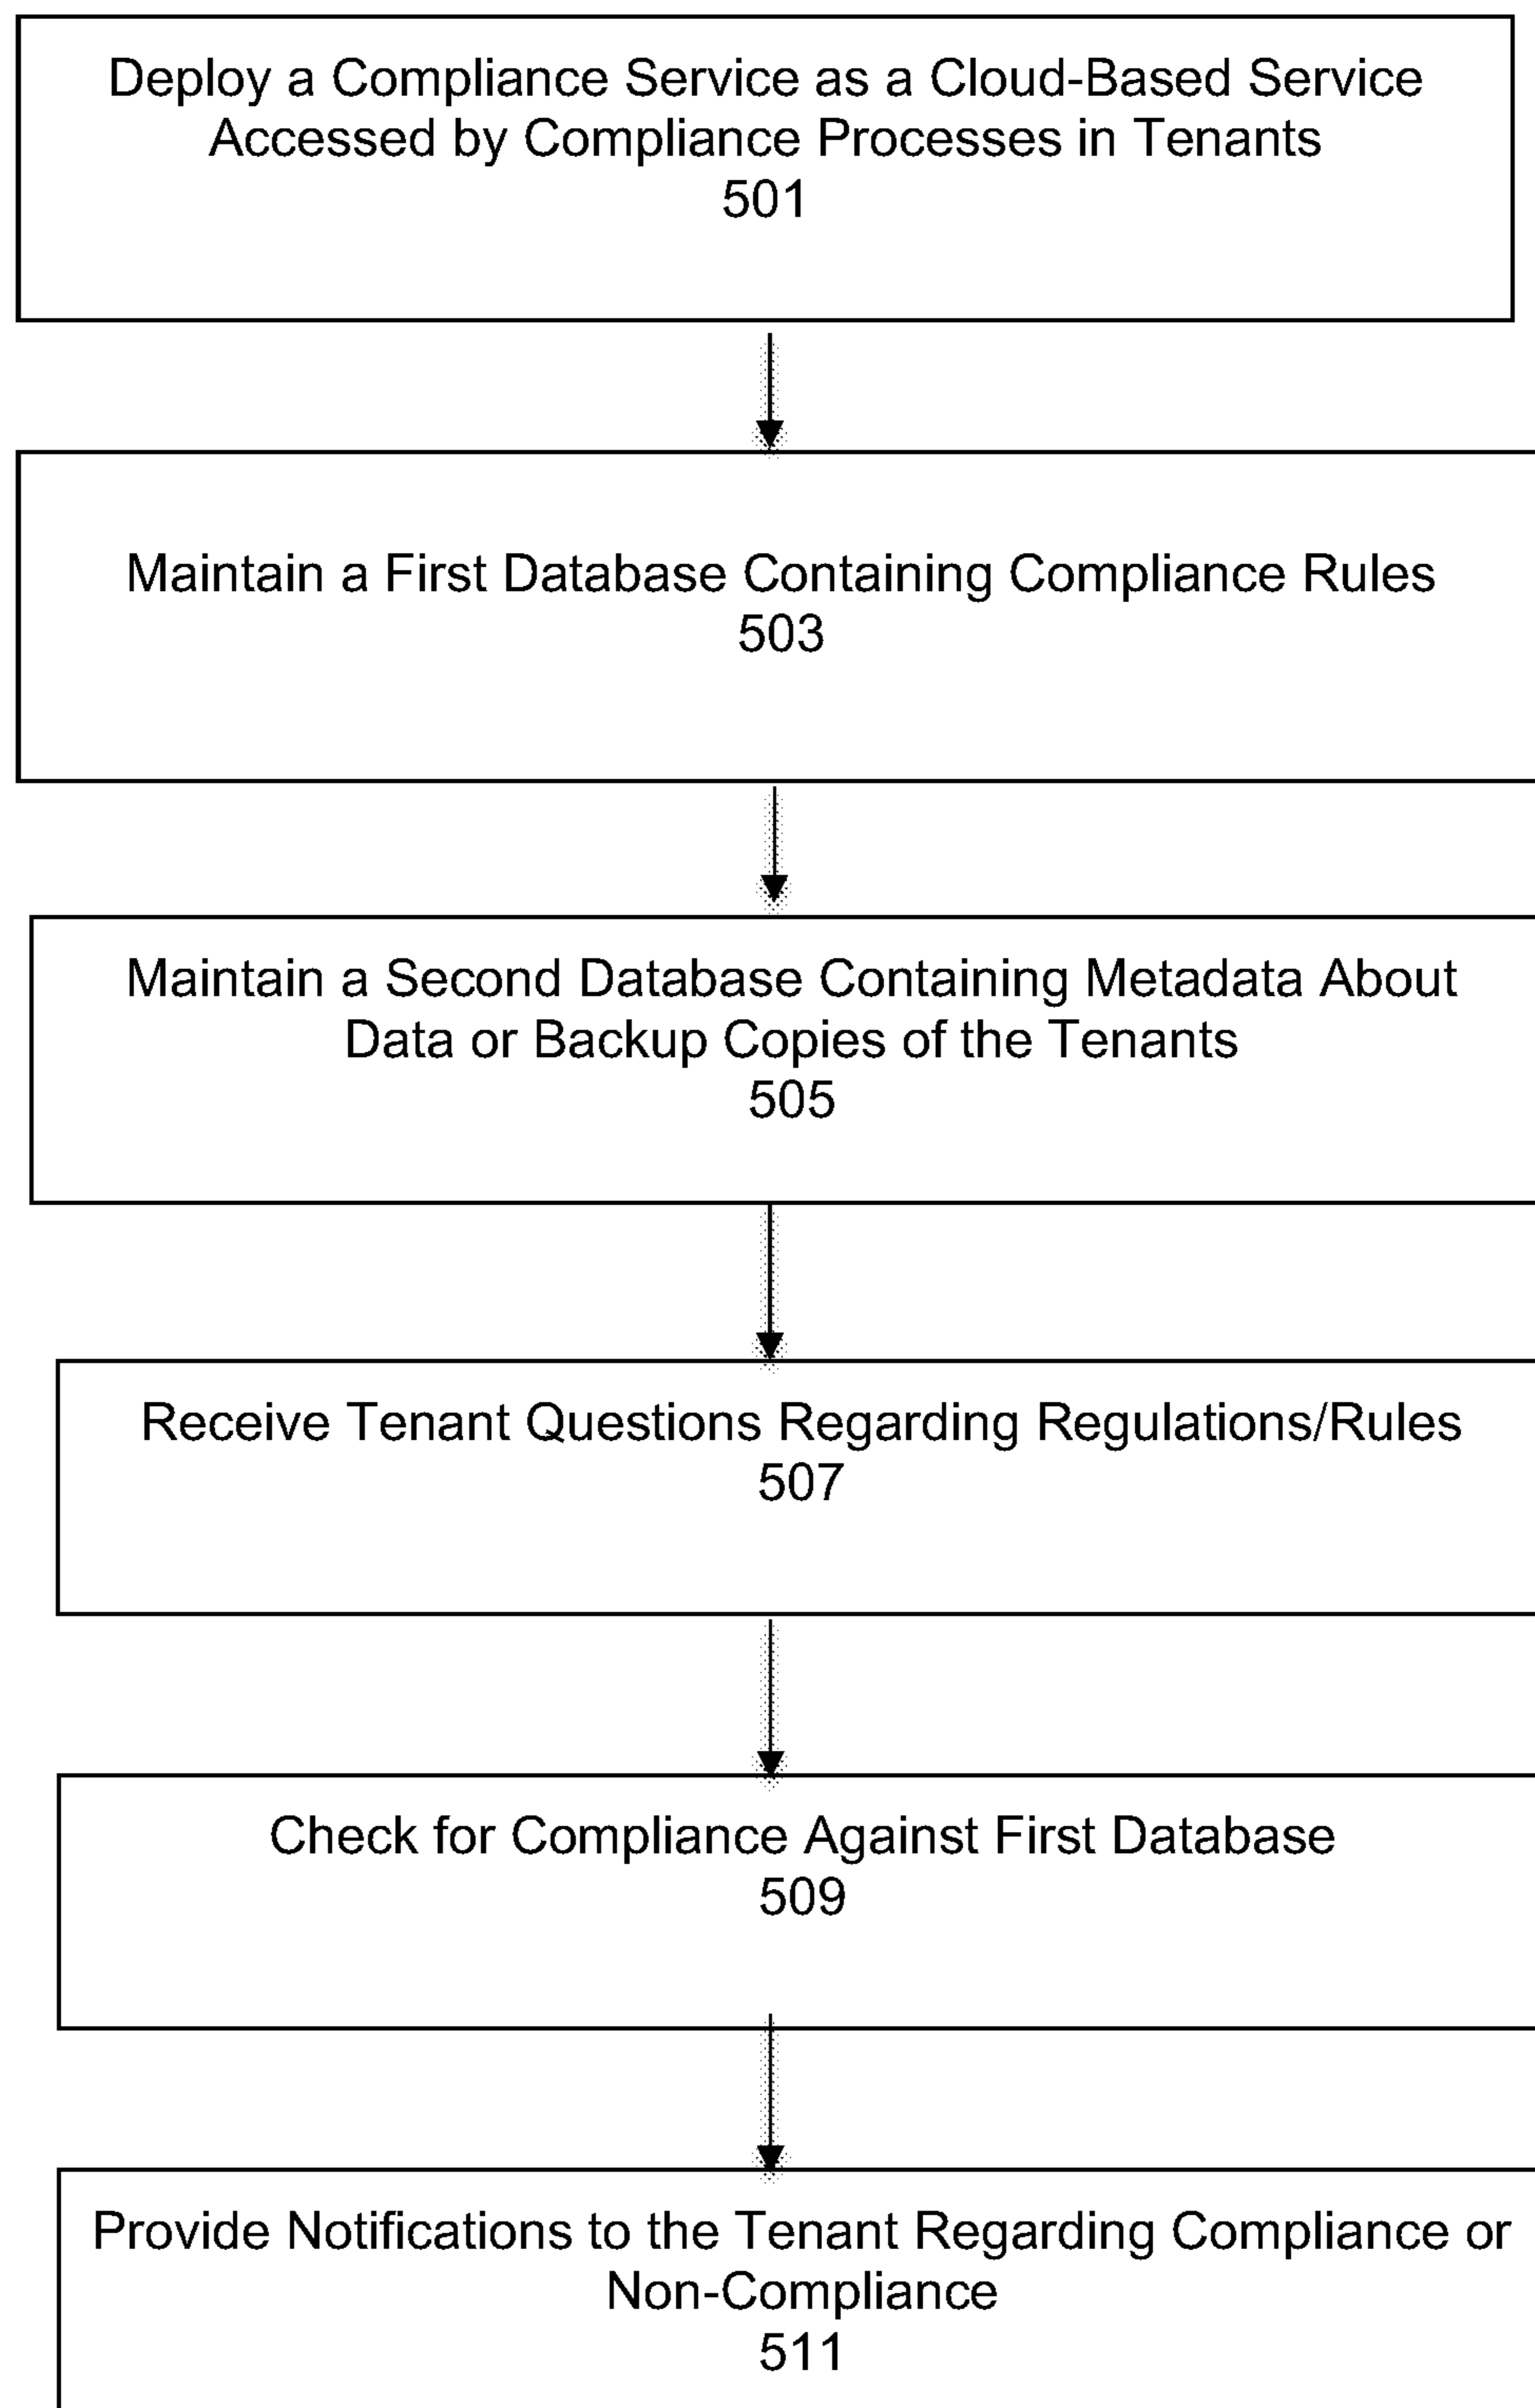 Deploy a Compliance Service as a Cloud-Based Service
Accessed by Compliance Processes in Tenants
501
Maintain a First Database Containing Compliance Rules
503
Maintain a Second Database Containing Metadata About
Data or Backup Copies of the Tenants
505
Receive Tenant Questions Regarding Regulations/Rules
507
Check for Compliance Against First Database
509
Provide Notifications to the Tenant Regarding Compliance or
Non-Compliance
511